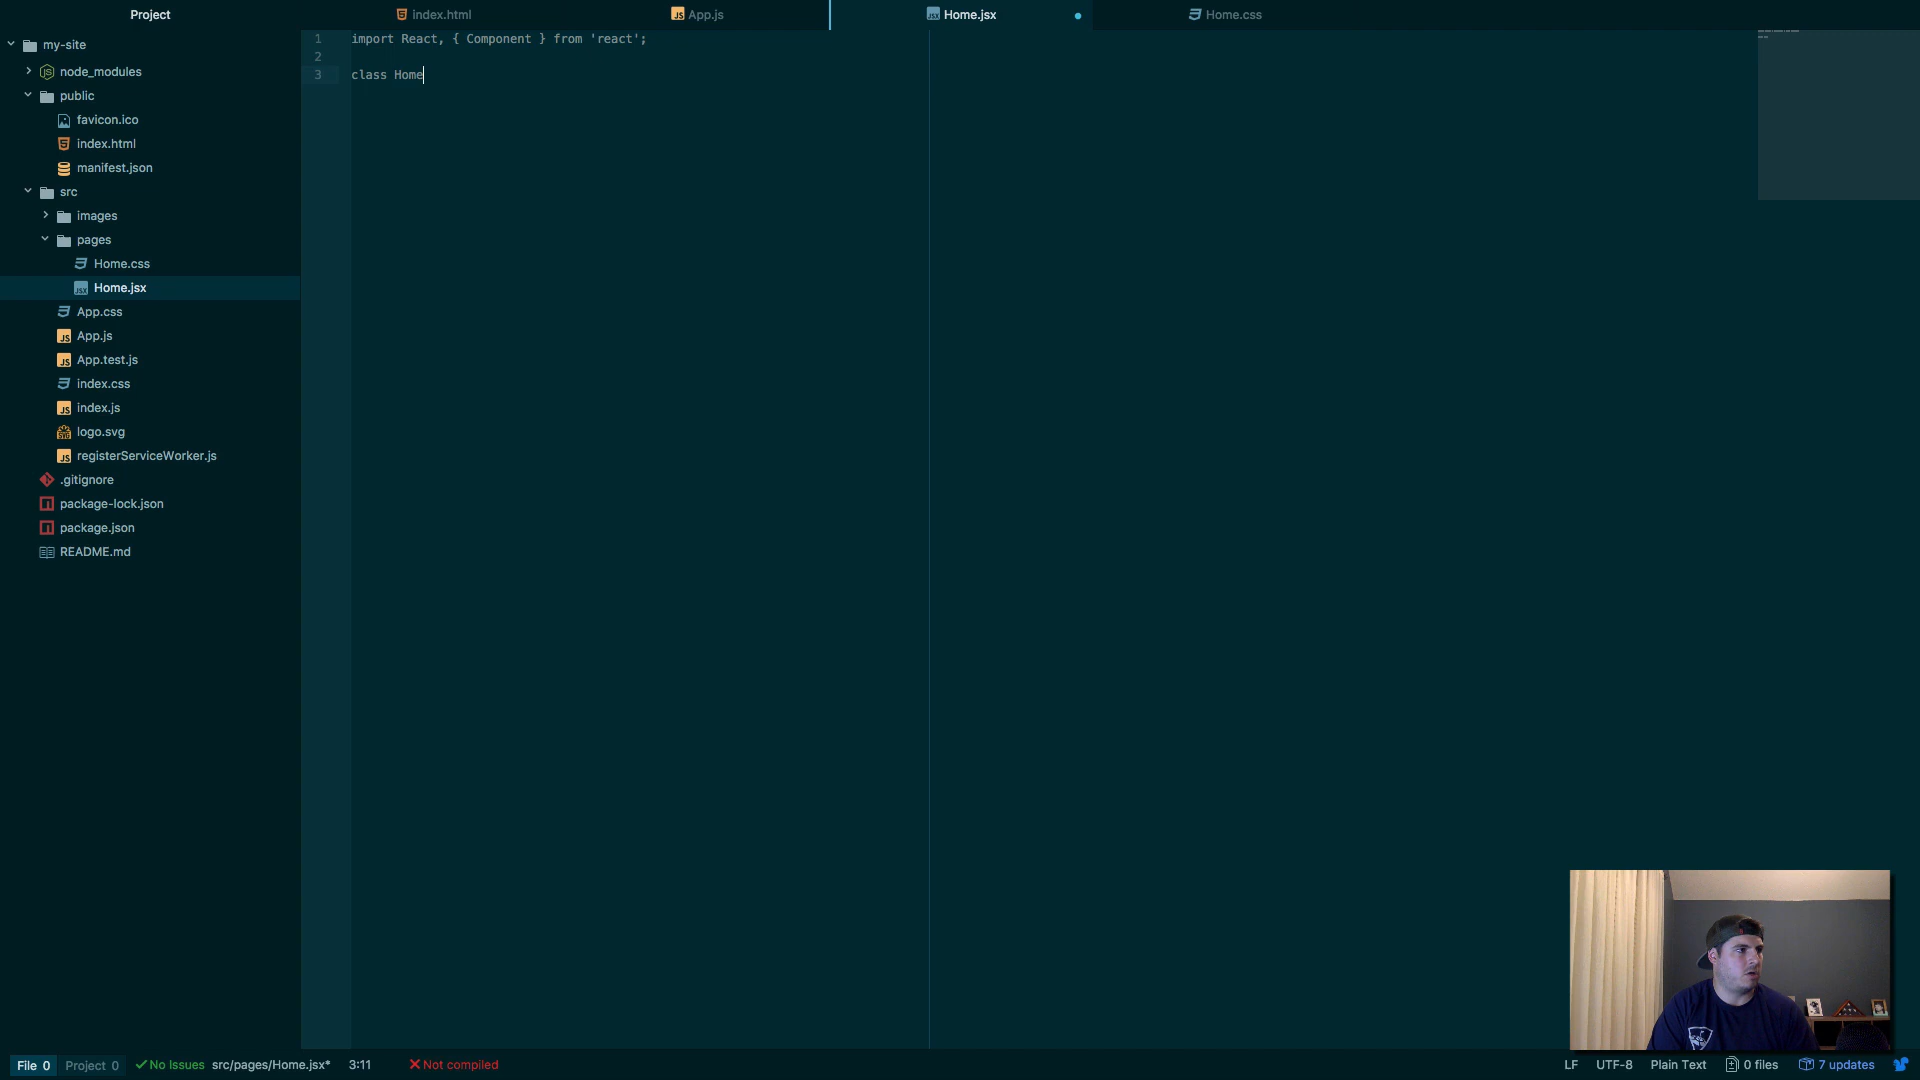 Project
index.html
App.js
Home.jsx
Home.css
my-site
node_modules
public
favicon.ico
index.html
manifest.json
src
images
pages
Home.css
Home.jsx
App.css
App.js
App.test.js
index.css
index.js
logo.svg
registerServiceWorker.js
.gitignore
package-lock.json
package.json
README.md
1 import React, { Component } from 'react';
2
3 class Home
File 0 Project 0 No Issues src/pages/Home.jsx* 3:11 Not compiled LF UTF-8 Plain Text 0 files 7 updates